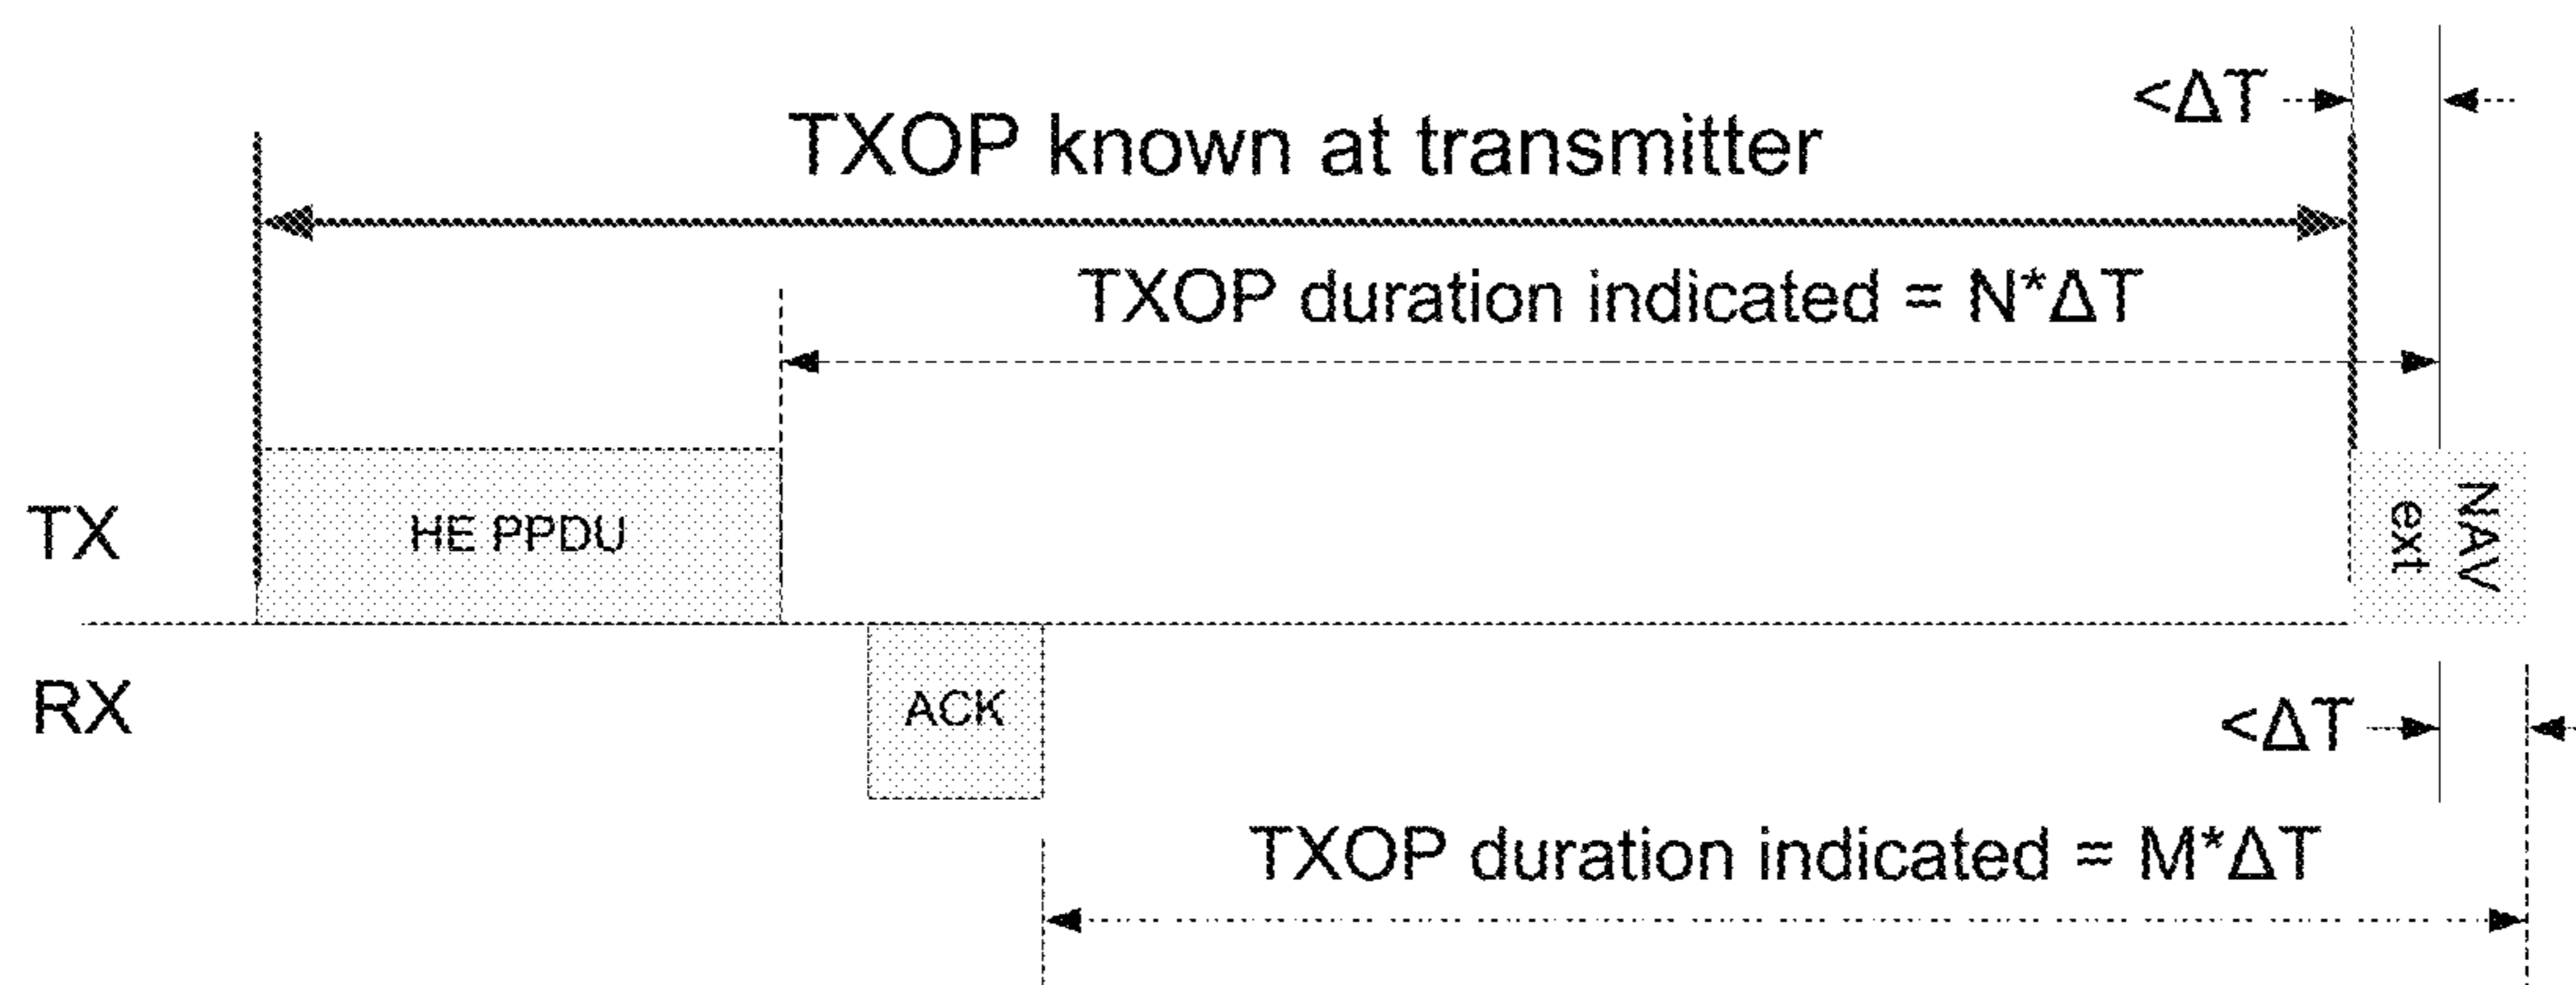 <ΔT
TXOP known at transmitter
TXOP duration indicated = N*ΔT
TX
HE PPDU
NAV
ext
RX
ACK
<ΔT
TXOP duration indicated = M*ΔT